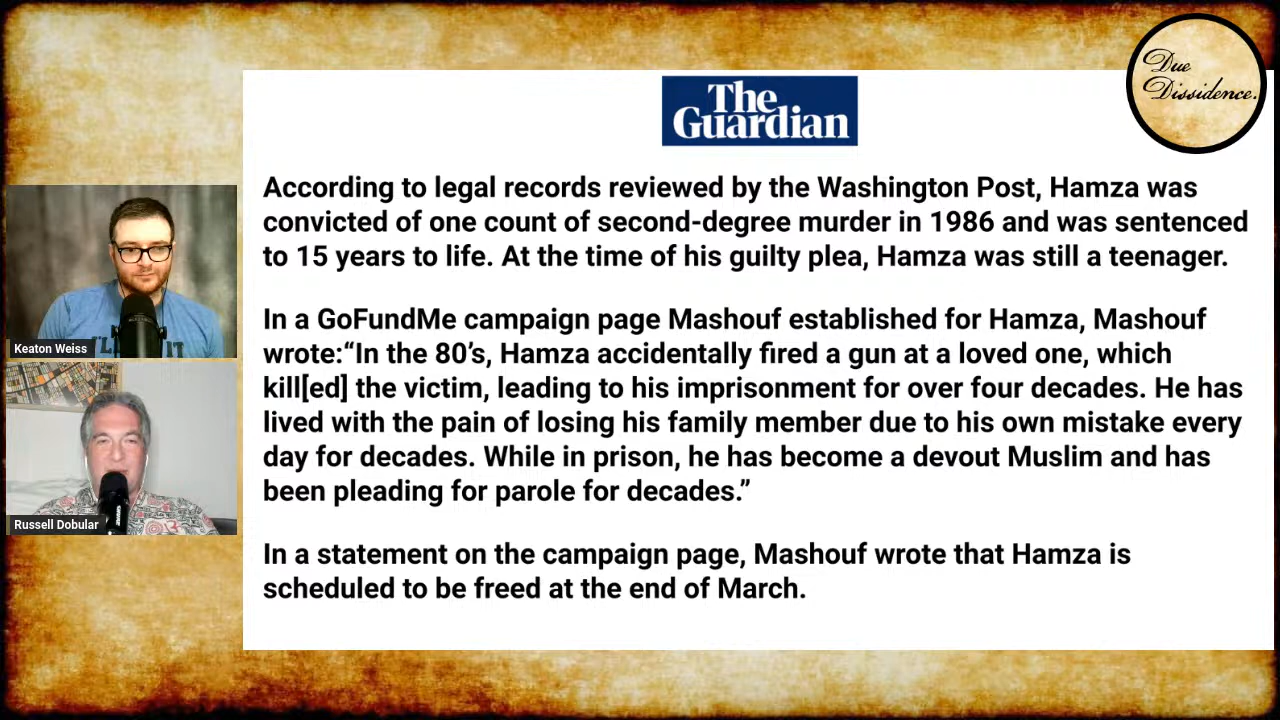 Due
Dissidence.
The
Guardian
According to legal records reviewed by the Washington Post, Hamza was
convicted of one count of second-degree murder in 1986 and was sentenced
to 15 years to life. At the time of his guilty plea, Hamza was still a teenager.
In a GoFundMe campaign page Mashouf established for Hamza, Mashouf
wrote:“In the 80’s, Hamza accidentally fired a gun at a loved one, which
kill[ed] the victim, leading to his imprisonment for over four decades. He has
lived with the pain of losing his family member due to his own mistake every
day for decades. While in prison, he has become a devout Muslim and has
been pleading for parole for decades.”
In a statement on the campaign page, Mashouf wrote that Hamza is
scheduled to be freed at the end of March.
Keaton Weiss
Russell Dobular